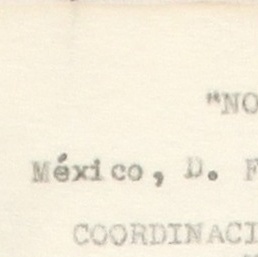 "NO
México, D. F
COORDINACI